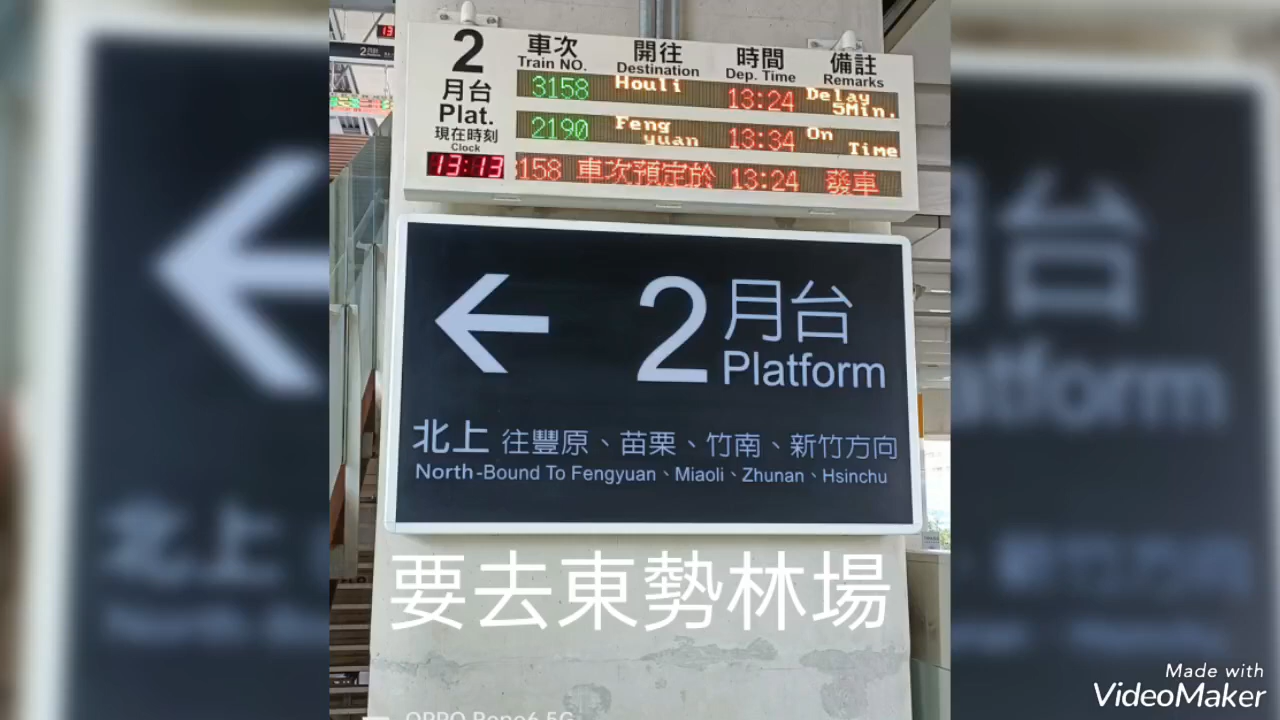 2
月台
Plat.
現在時刻
Clock
13:13
車次 開往 時間 備註
Train NO. Destination Dep. Time Remarks
3158 Houli 13:24 Delay 5Min.
2190 Feng yuan 13:34 On Time
158 車次預定於 13:24 發車
← 2 月台
Platform
北上 往豐原、苗栗、竹南、新竹方向
North-Bound To Fengyuan、Miaoli、Zhunan、Hsinchu
要去東勢林場
OPPO Reno6 5G
Made with
VideoMaker